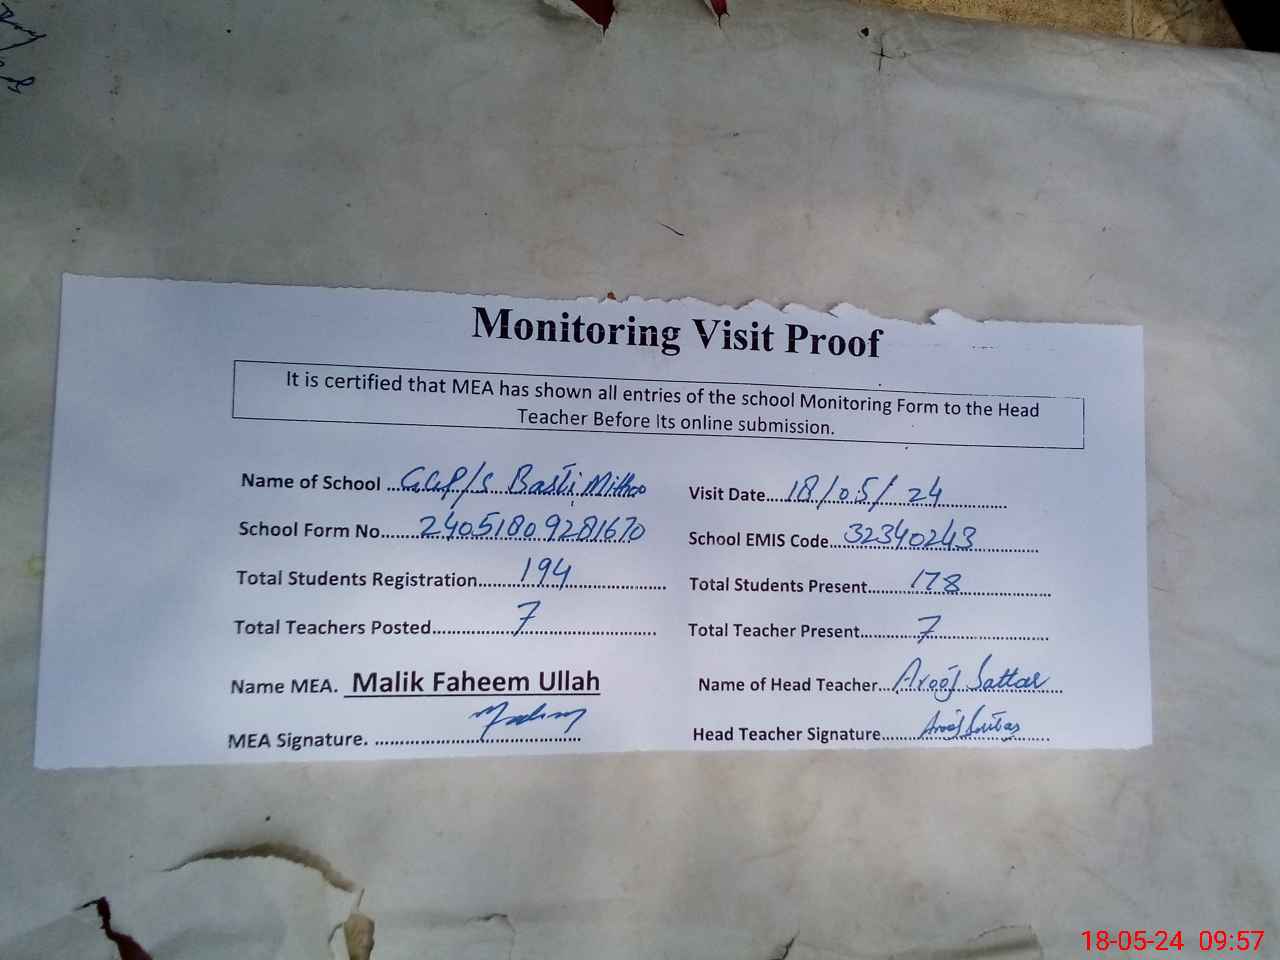 Monitoring Visit Proof
It is certified that MEA has shown all entries of the school Monitoring Form to the Head
Teacher Before Its online submission.
Name of School ...GGP/S Basti Mithoo
Visit Date....18/05/24
School Form No.......24051809281670
School EMIS Code...32340243
Total Students Registration.......194
Total Students Present.......178
Total Teachers Posted.......7
Total Teacher Present.......7
Name MEA. Malik Faheem Ullah
Name of Head Teacher...Arooj Sattar
MEA Signature. .......
Head Teacher Signature.......
18-05-24 09:57